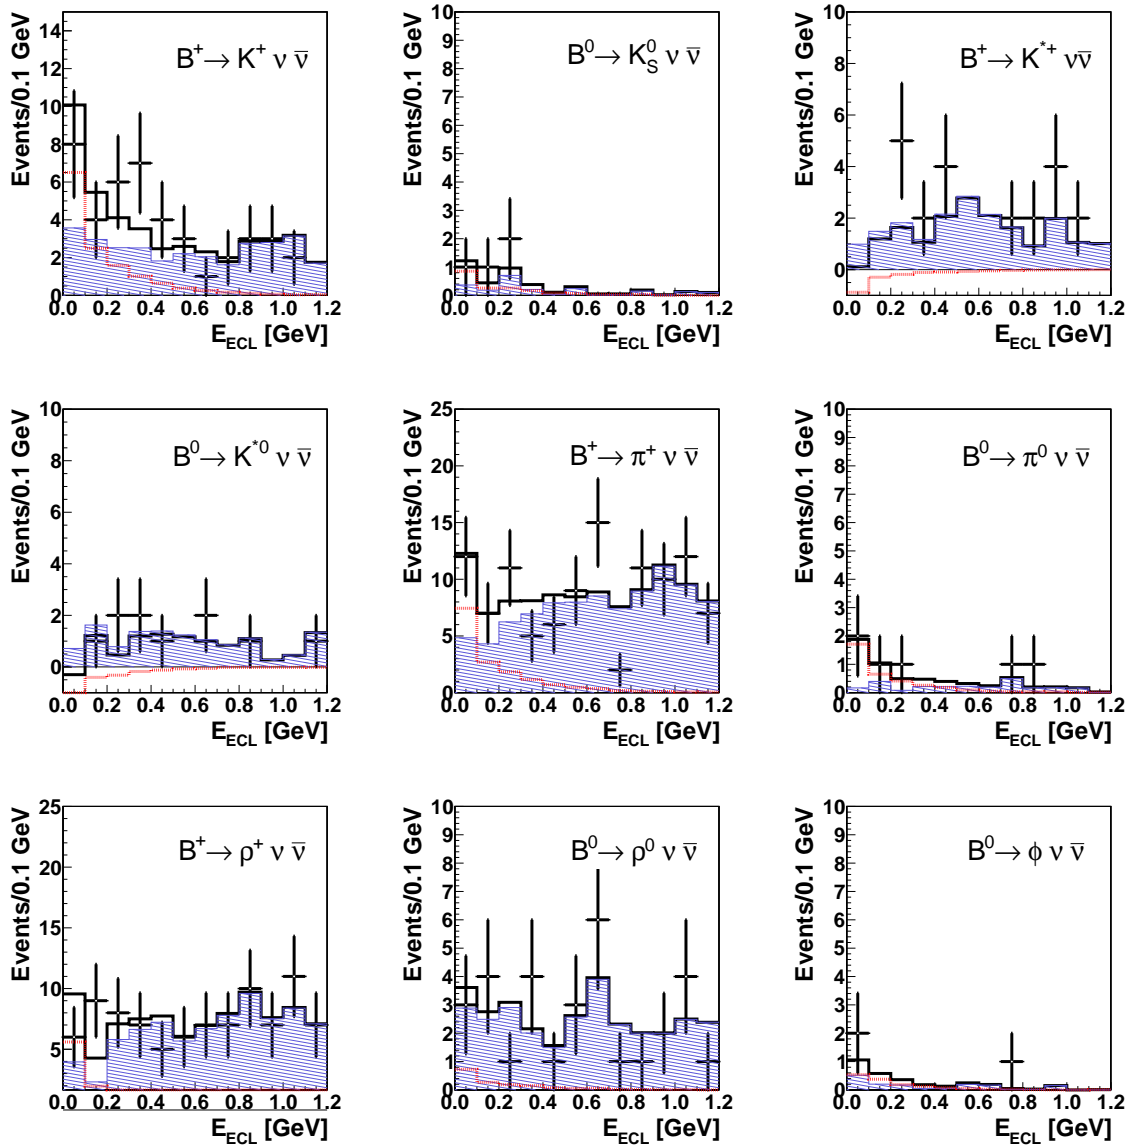 Events/0.1 GeV
B⁺→ K⁺ ν ν̄
14
12
10
8
6
4
2
0
0.0 0.2 0.4 0.6 0.8 1.0 1.2
E_ECL [GeV]
Events/0.1 GeV
B⁰→ K_S⁰ ν ν̄
10
9
8
7
6
5
4
3
2
1
0
0.0 0.2 0.4 0.6 0.8 1.0 1.2
E_ECL [GeV]
Events/0.1 GeV
B⁺→ K*⁺ ν ν̄
10
8
6
4
2
0
0.0 0.2 0.4 0.6 0.8 1.0 1.2
E_ECL [GeV]
Events/0.1 GeV
B⁰→ K*⁰ ν ν̄
10
8
6
4
2
0
0.0 0.2 0.4 0.6 0.8 1.0 1.2
E_ECL [GeV]
Events/0.1 GeV
B⁺→ π⁺ ν ν̄
25
20
15
10
5
0
0.0 0.2 0.4 0.6 0.8 1.0 1.2
E_ECL [GeV]
Events/0.1 GeV
B⁰→ π⁰ ν ν̄
10
9
8
7
6
5
4
3
2
1
0
0.0 0.2 0.4 0.6 0.8 1.0 1.2
E_ECL [GeV]
Events/0.1 GeV
B⁺→ ρ⁺ ν ν̄
25
20
15
10
5
0.0 0.2 0.4 0.6 0.8 1.0 1.2
E_ECL [GeV]
Events/0.1 GeV
B⁰→ ρ⁰ ν ν̄
10
9
8
7
6
5
4
3
2
1
0
0.0 0.2 0.4 0.6 0.8 1.0 1.2
E_ECL [GeV]
Events/0.1 GeV
B⁰→ ϕ ν ν̄
10
9
8
7
6
5
4
3
2
1
0
0.0 0.2 0.4 0.6 0.8 1.0 1.2
E_ECL [GeV]